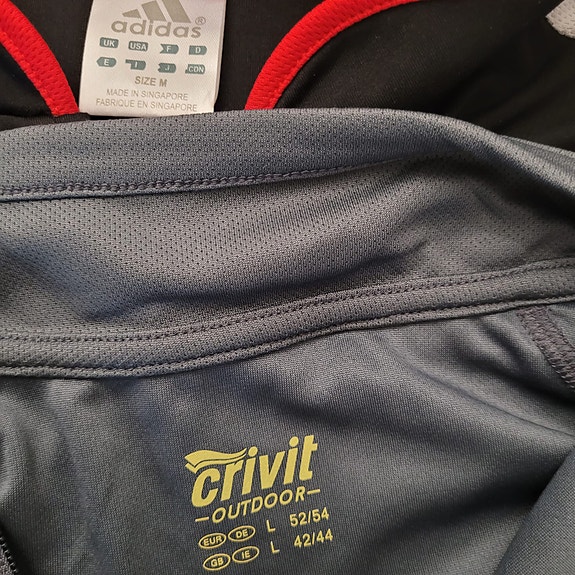 adidas
UK USA F D
E I J CDN
SIZE M
MADE IN SINGAPORE
FABRIQUE EN SINGAPORE
crivit
OUTDOOR
EUR DE L 52/54
GB IE L 42/44